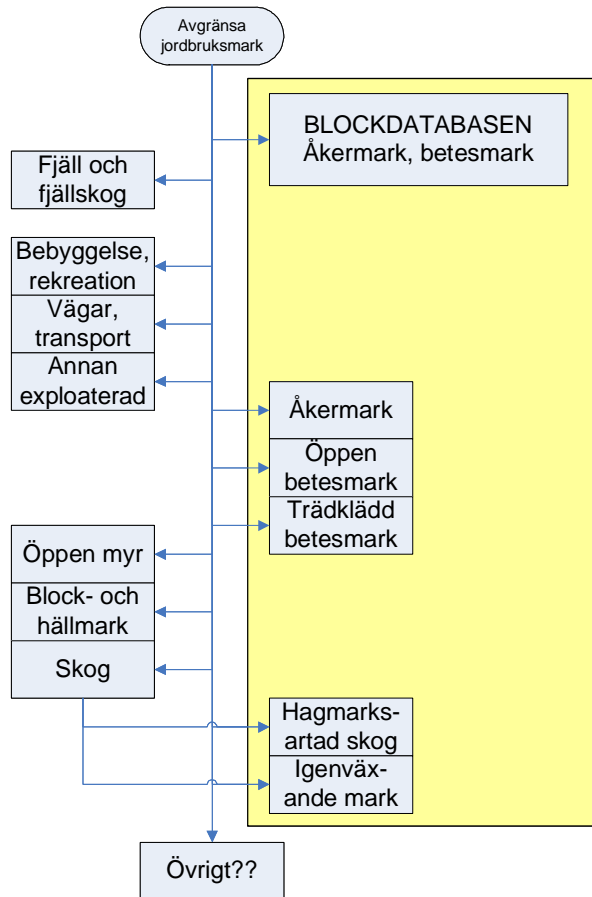 Avgränsa
jordbruksmark
BLOCKDATABASEN
Åkermark, betesmark
Fjäll och
fjällskog
Bebyggelse,
rekreation
Vägar,
transport
Annan
exploaterad
Åkermark
Öppen
betesmark
Trädklädd
betesmark
Öppen myr
Block- och
hällmark
Skog
Hagmarks-
artad skog
Igenväx-
ande mark
Övrigt??